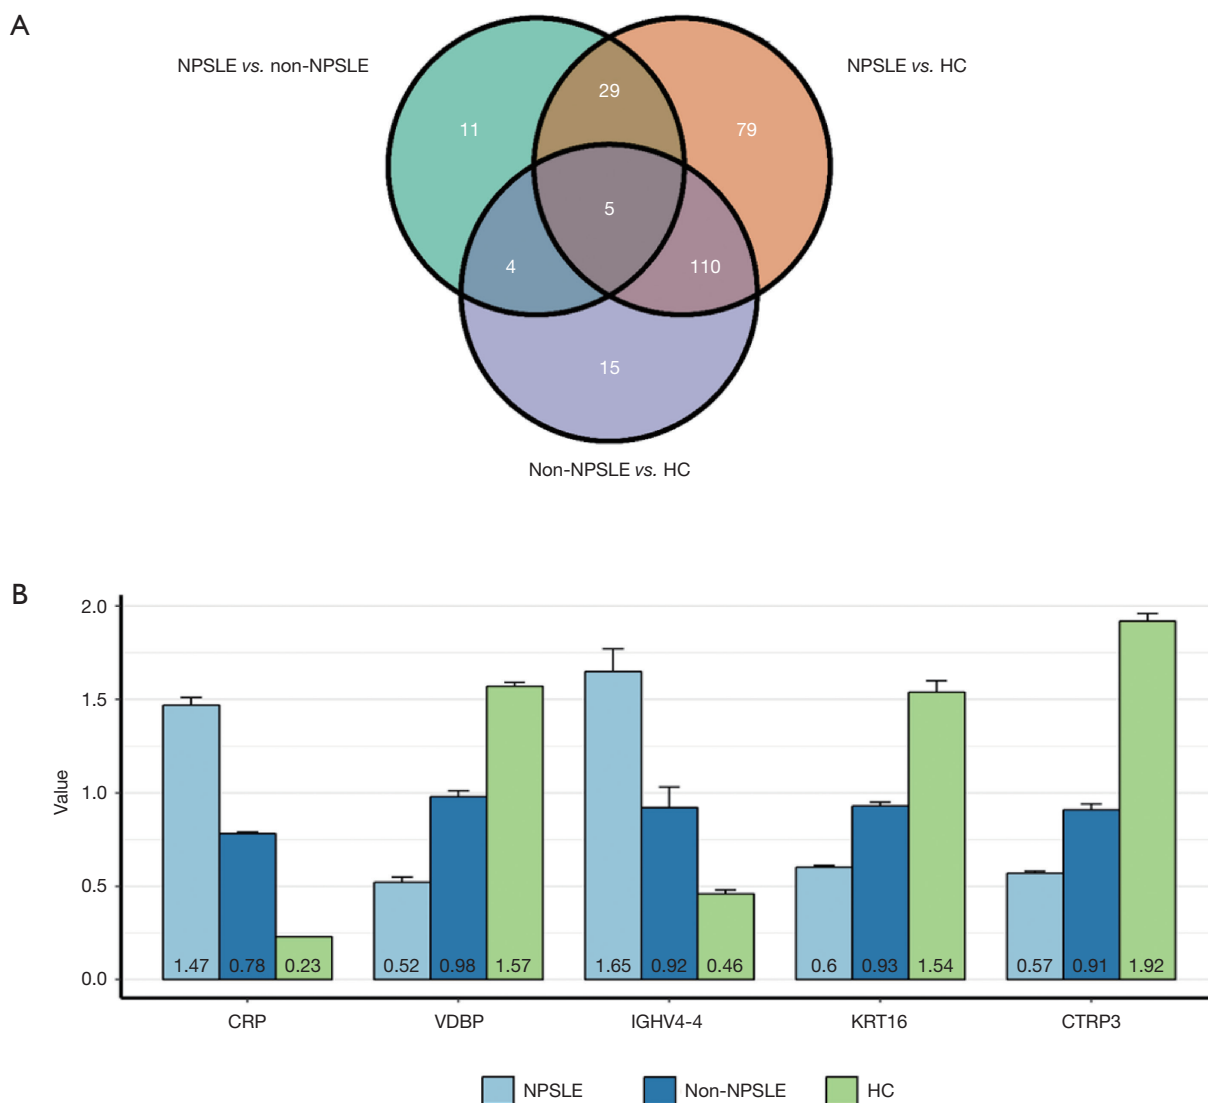 A
NPSLE vs. non-NPSLE
NPSLE vs. HC
29
11
79
5
4
110
15
Non-NPSLE vs. HC
B
2.0
1.5
1.0
0.5
0.0
Value
1.47 0.78 0.23 0.52 0.98 1.57 1.65 0.92 0.46 0.6 0.93 1.54 0.57 0.91 1.92
CRP VDBP IGHV4-4 KRT16 CTRP3
NPSLE Non-NPSLE HC